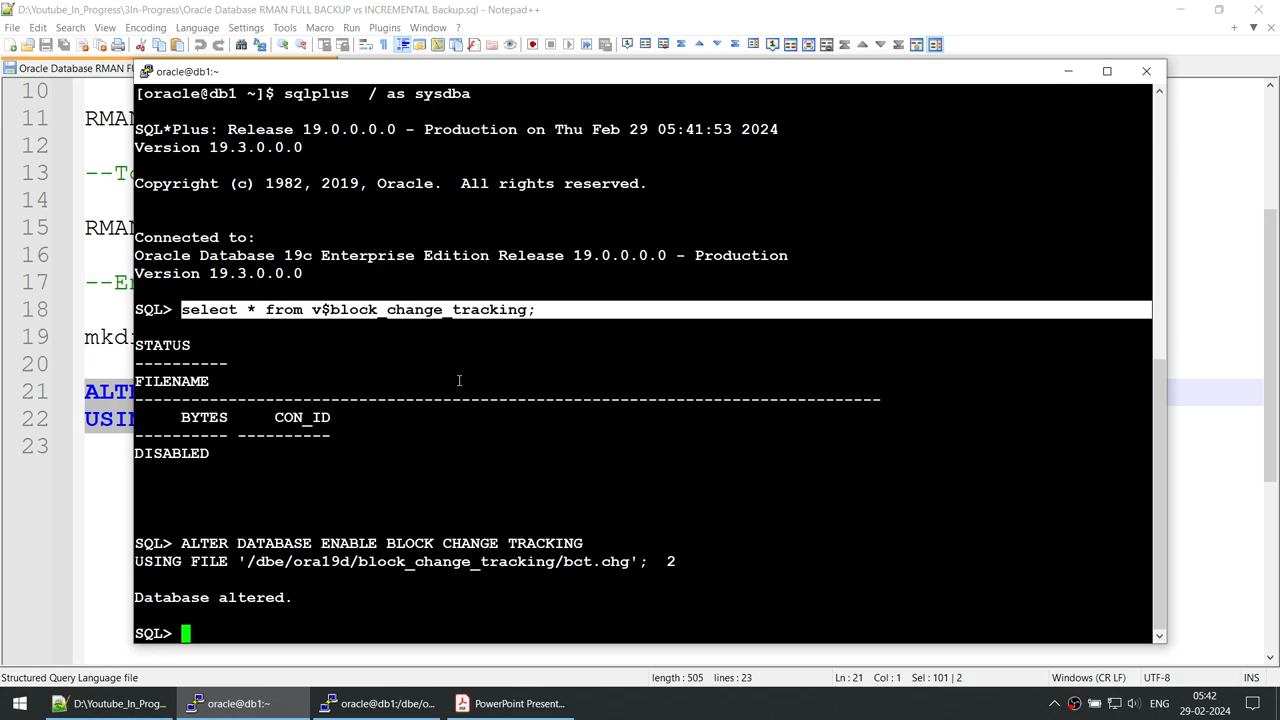 D:\Youtube_In_Progress\3In-Progress\Oracle Database RMAN FULL BACKUP vs INCREMENTAL Backup.sql - Notepad++
File Edit Search View Encoding Language Settings Tools Macro Run Plugins Window ?
Oracle Database RMAN FU
oracle@db1:~
10
11 RMAN
12
13 --To
14
15 RMAN
16
17 --En
18
19 mkdi
20
21 ALTE
22 USIN
23
[oracle@db1 ~]$ sqlplus / as sysdba
SQL*Plus: Release 19.0.0.0.0 - Production on Thu Feb 29 05:41:53 2024
Version 19.3.0.0.0
Copyright (c) 1982, 2019, Oracle. All rights reserved.
Connected to:
Oracle Database 19c Enterprise Edition Release 19.0.0.0.0 - Production
Version 19.3.0.0.0
SQL> select * from v$block_change_tracking;
STATUS
----------
FILENAME
--------------------------------------------------------------------------------
BYTES CON_ID
---------- ----------
DISABLED
SQL> ALTER DATABASE ENABLE BLOCK CHANGE TRACKING
USING FILE '/dbe/ora19d/block_change_tracking/bct.chg'; 2
Database altered.
SQL>
Structured Query Language file length : 505 lines : 23 Ln : 21 Col : 1 Sel : 101 | 2 Windows (CR LF) UTF-8 INS
D:\Youtube_In_Prog... oracle@db1:~ oracle@db1:/dbe/o... PowerPoint Present... 05:42
29-02-2024